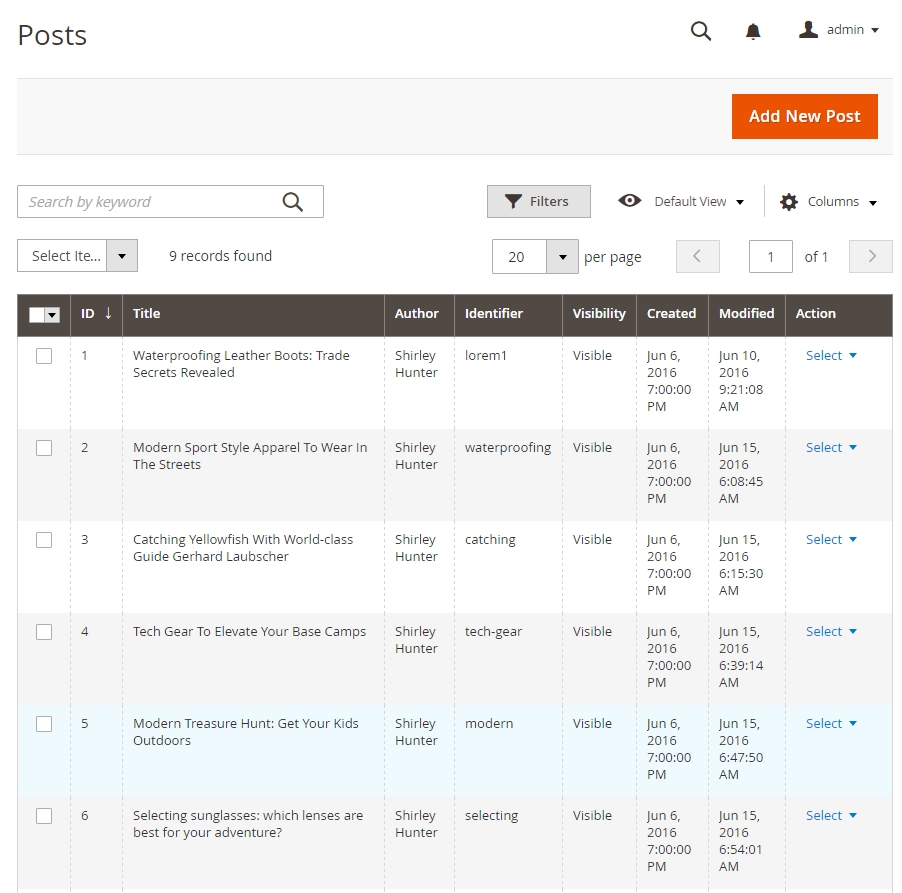 Posts
admin
Add New Post
Search by keyword
Filters
Default View
Columns
Select Ite...
9 records found
20
per page
1
of 1
ID ↓ Title Author Identifier Visibility Created Modified Action
1
Waterproofing Leather Boots: Trade
Secrets Revealed
Shirley
Hunter
lorem1
Visible
Jun 6,
2016
7:00:00
PM
Jun 10,
2016
9:21:08
AM
Select
2
Modern Sport Style Apparel To Wear In
The Streets
Shirley
Hunter
waterproofing
Visible
Jun 6,
2016
7:00:00
PM
Jun 15,
2016
6:08:45
AM
Select
3
Catching Yellowfish With World-class
Guide Gerhard Laubscher
Shirley
Hunter
catching
Visible
Jun 6,
2016
7:00:00
PM
Jun 15,
2016
6:15:30
AM
Select
4
Tech Gear To Elevate Your Base Camps
Shirley
Hunter
tech-gear
Visible
Jun 6,
2016
7:00:00
PM
Jun 15,
2016
6:39:14
AM
Select
5
Modern Treasure Hunt: Get Your Kids
Outdoors
Shirley
Hunter
modern
Visible
Jun 6,
2016
7:00:00
PM
Jun 15,
2016
6:47:50
AM
Select
6
Selecting sunglasses: which lenses are
best for your adventure?
Shirley
Hunter
selecting
Visible
Jun 6,
2016
7:00:00
PM
Jun 15,
2016
6:54:01
AM
Select